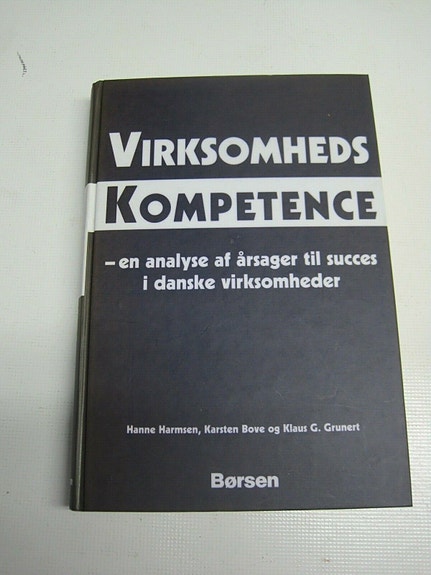 VIRKSOMHEDS
KOMPETENCE
– en analyse af årsager til succes
i danske virksomheder
Hanne Harmsen, Karsten Bove og Klaus G. Grunert
Børsen